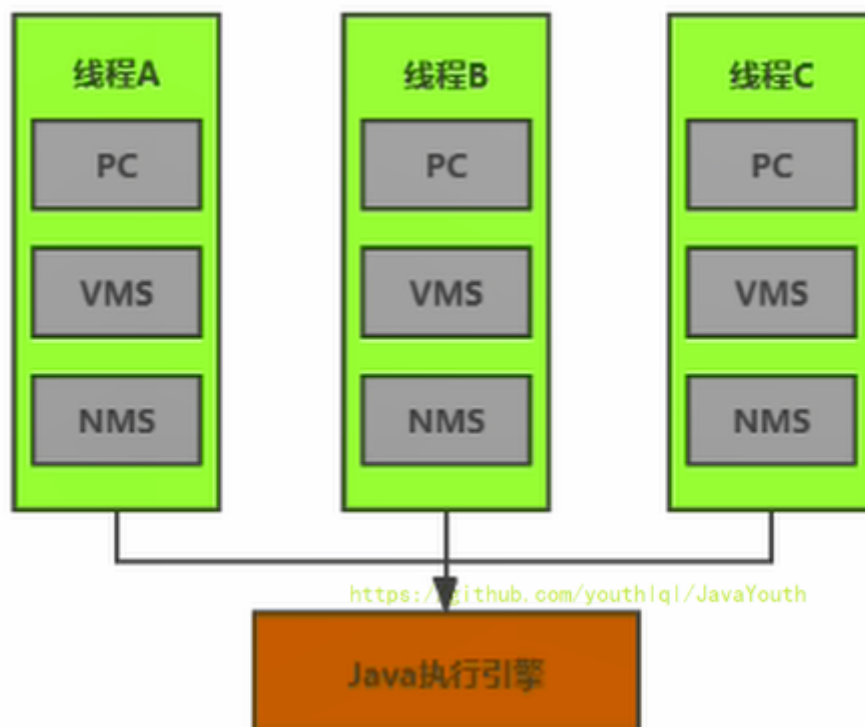 线程A
PC
VMS
NMS
线程B
PC
VMS
NMS
线程C
PC
VMS
NMS
https://github.com/youthlql/JavaYouth
Java执行引擎